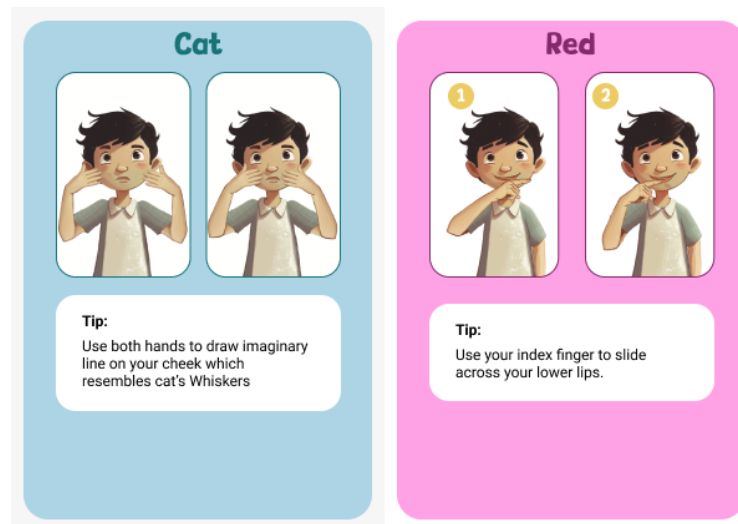 Cat
Tip:
Use both hands to draw imaginary
line on your cheek which
resembles cat's Whiskers
Red
1
2
Tip:
Use your index finger to slide
across your lower lips.